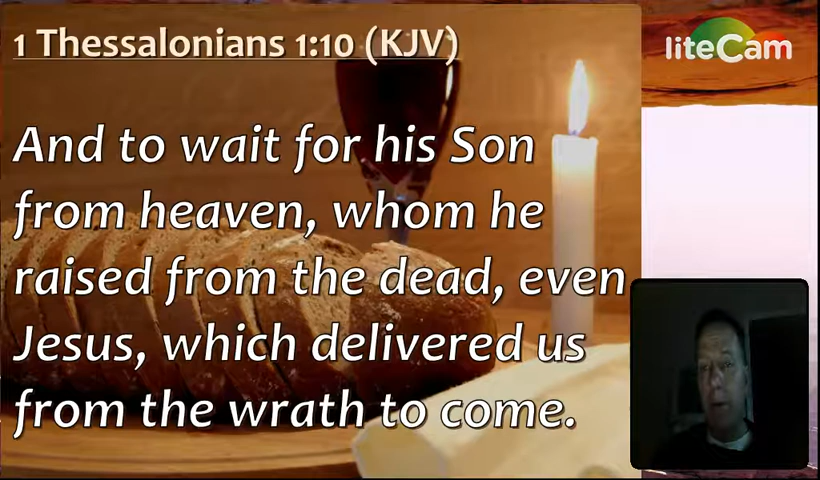 1 Thessalonians 1:10 (KJV)
liteCam
And to wait for his Son
from heaven, whom he
raised from the dead, even
Jesus, which delivered us
from the wrath to come.